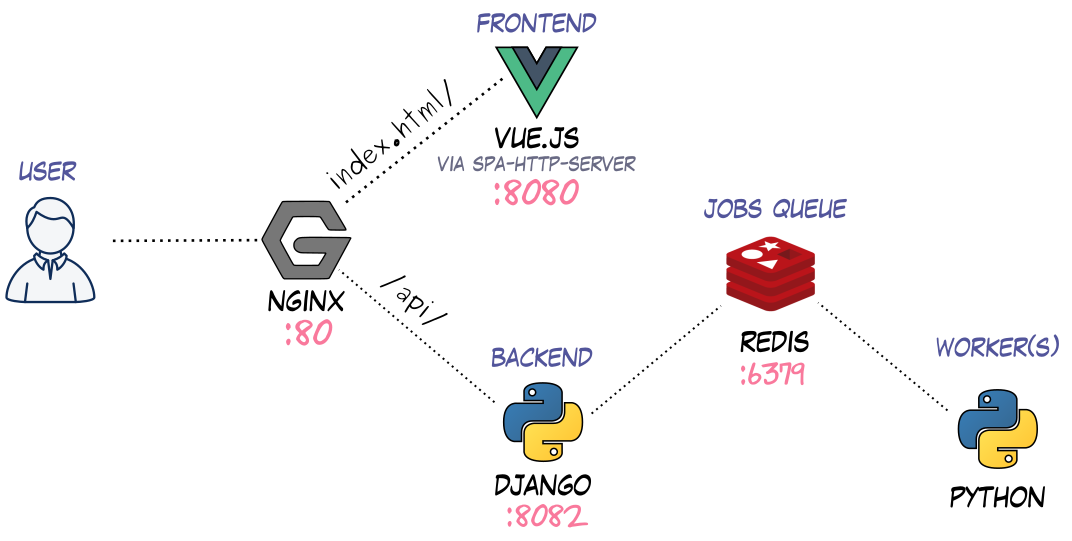 FRONTEND
VUE.JS
VIA SPA-HTTP-SERVER
:8080
index.html/
USER
NGINX
:80
/api/
BACKEND
DJANGO
:8082
JOBS QUEUE
REDIS
:6379
WORKER(S)
PYTHON